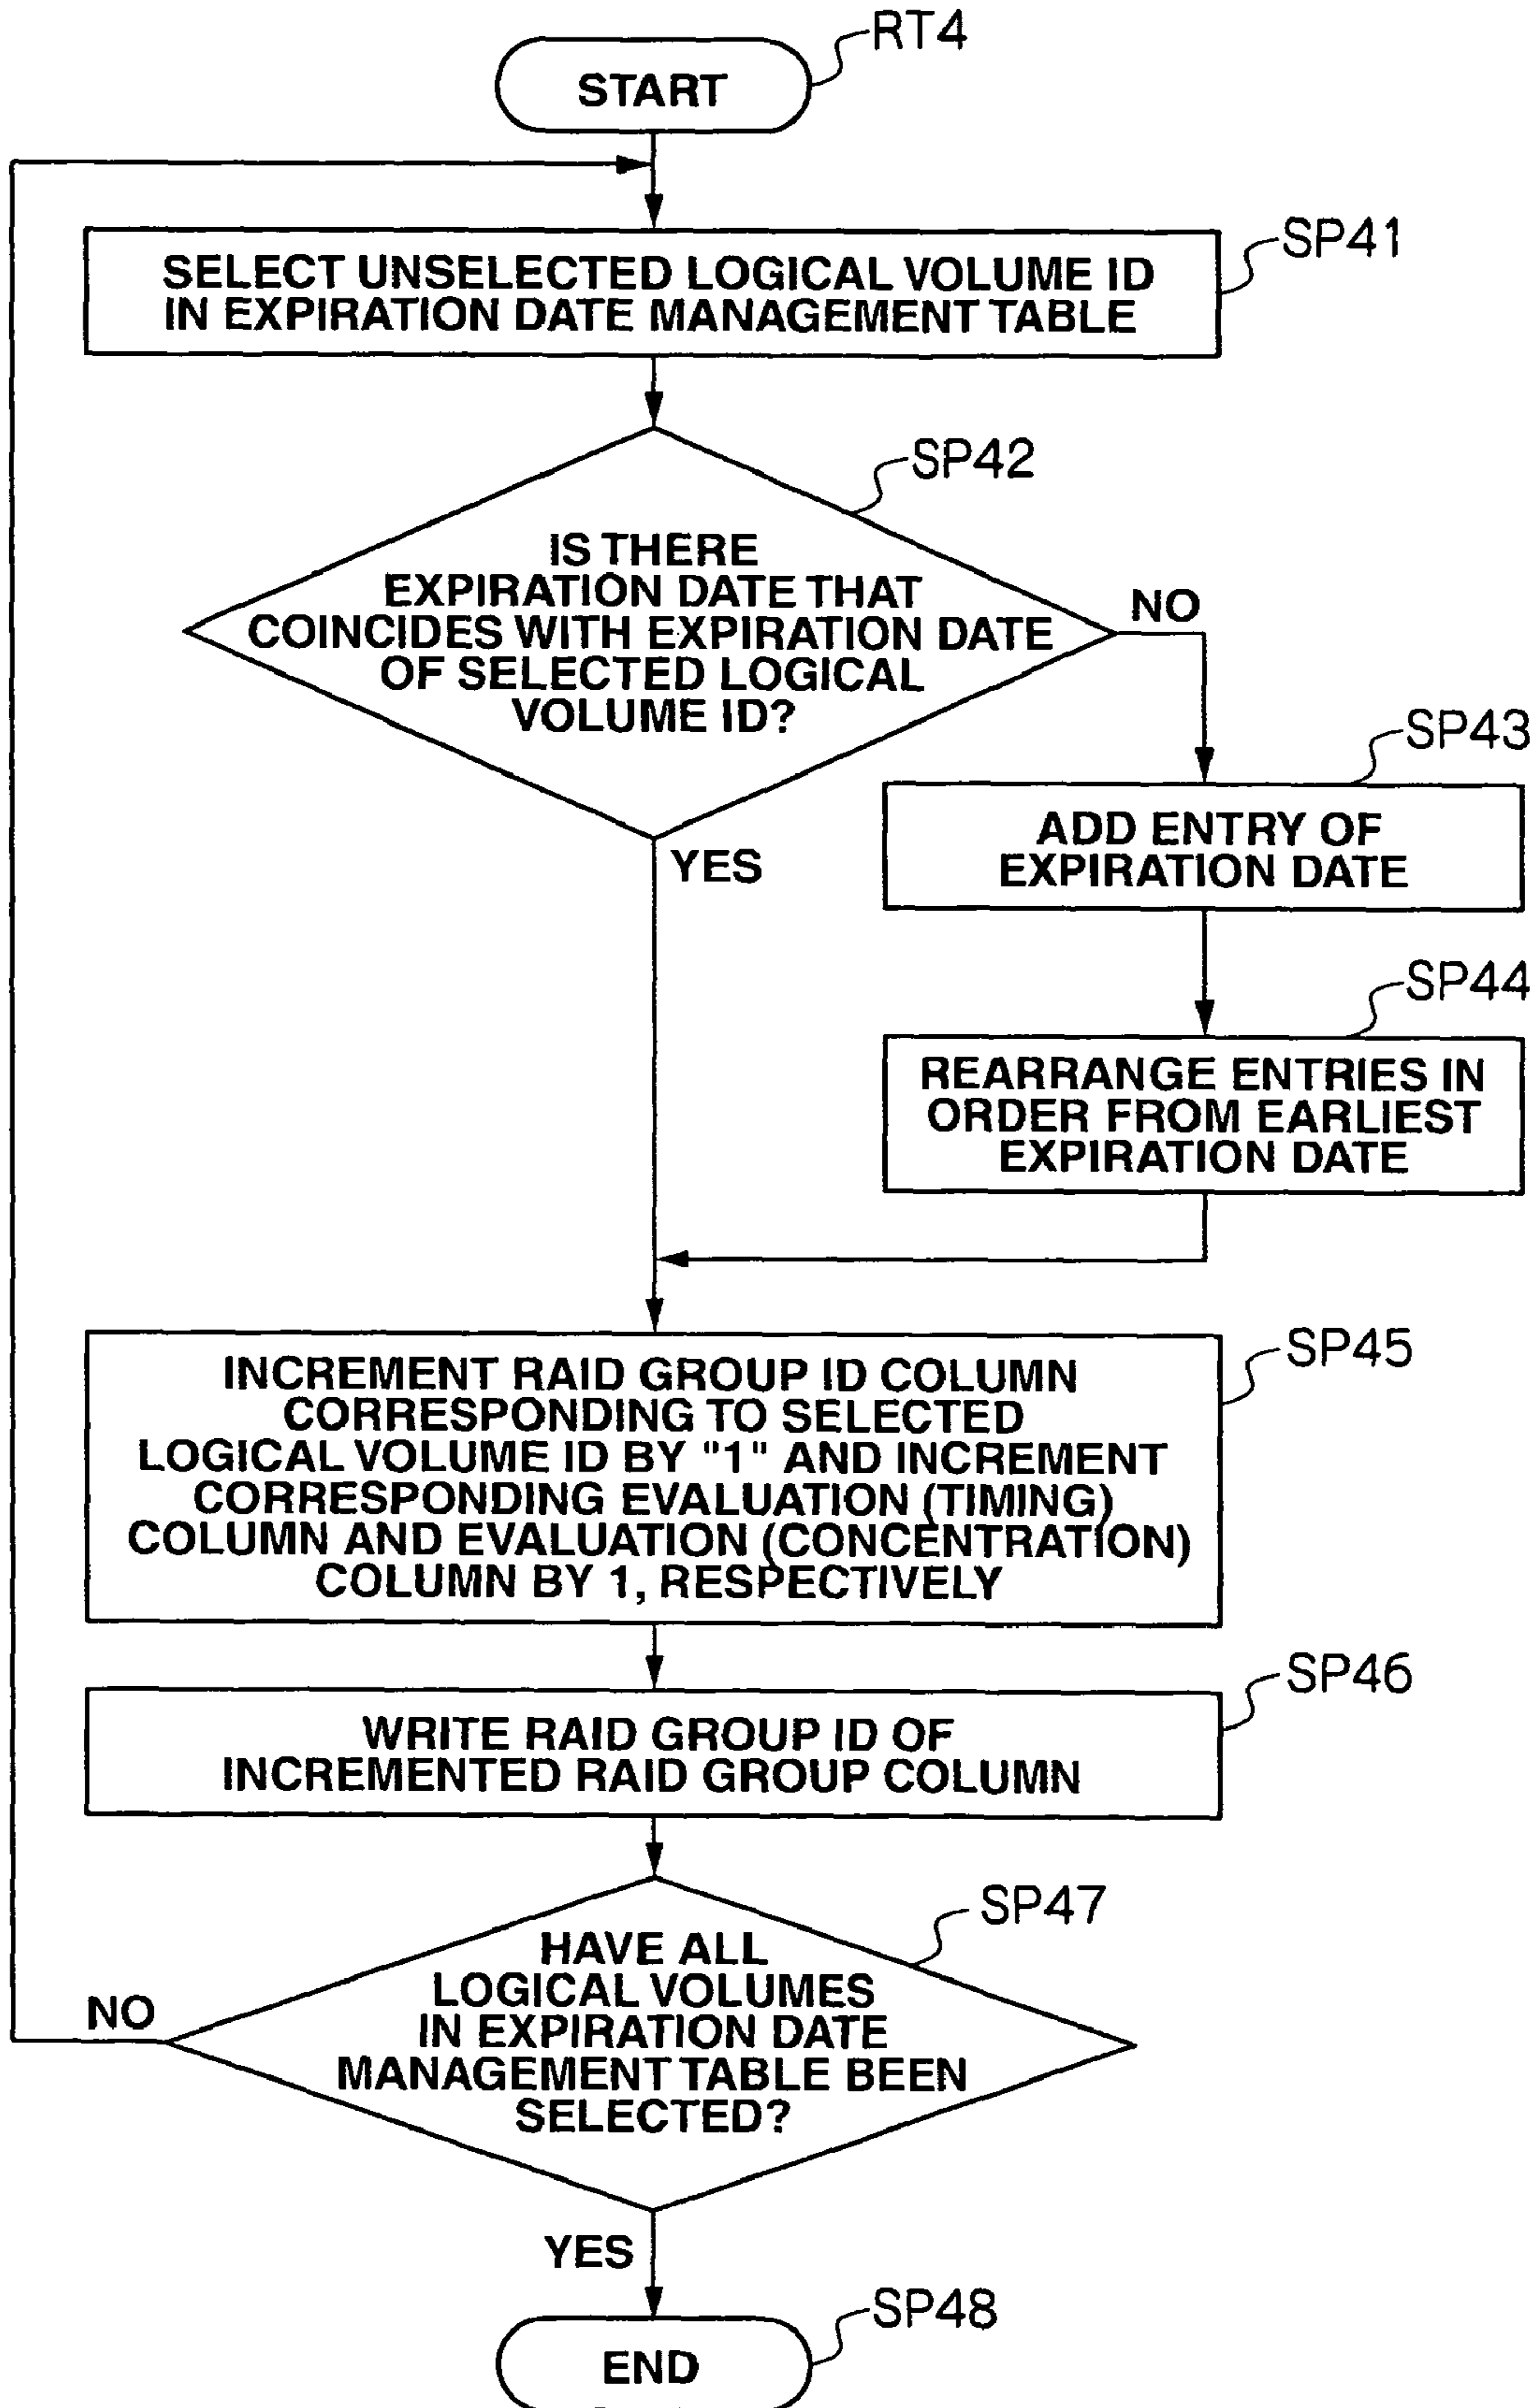 RT4
START
SP41
SELECT UNSELECTED LOGICAL VOLUME ID
IN EXPIRATION DATE MANAGEMENT TABLE
SP42
IS THERE
EXPIRATION DATE THAT
COINCIDES WITH EXPIRATION DATE
OF SELECTED LOGICAL
VOLUME ID?
NO
YES
SP43
ADD ENTRY OF
EXPIRATION DATE
SP44
REARRANGE ENTRIES IN
ORDER FROM EARLIEST
EXPIRATION DATE
SP45
INCREMENT RAID GROUP ID COLUMN
CORRESPONDING TO SELECTED
LOGICAL VOLUME ID BY "1" AND INCREMENT
CORRESPONDING EVALUATION (TIMING)
COLUMN AND EVALUATION (CONCENTRATION)
COLUMN BY 1, RESPECTIVELY
SP46
WRITE RAID GROUP ID OF
INCREMENTED RAID GROUP COLUMN
SP47
HAVE ALL
LOGICAL VOLUMES
IN EXPIRATION DATE
MANAGEMENT TABLE BEEN
SELECTED?
NO
YES
SP48
END